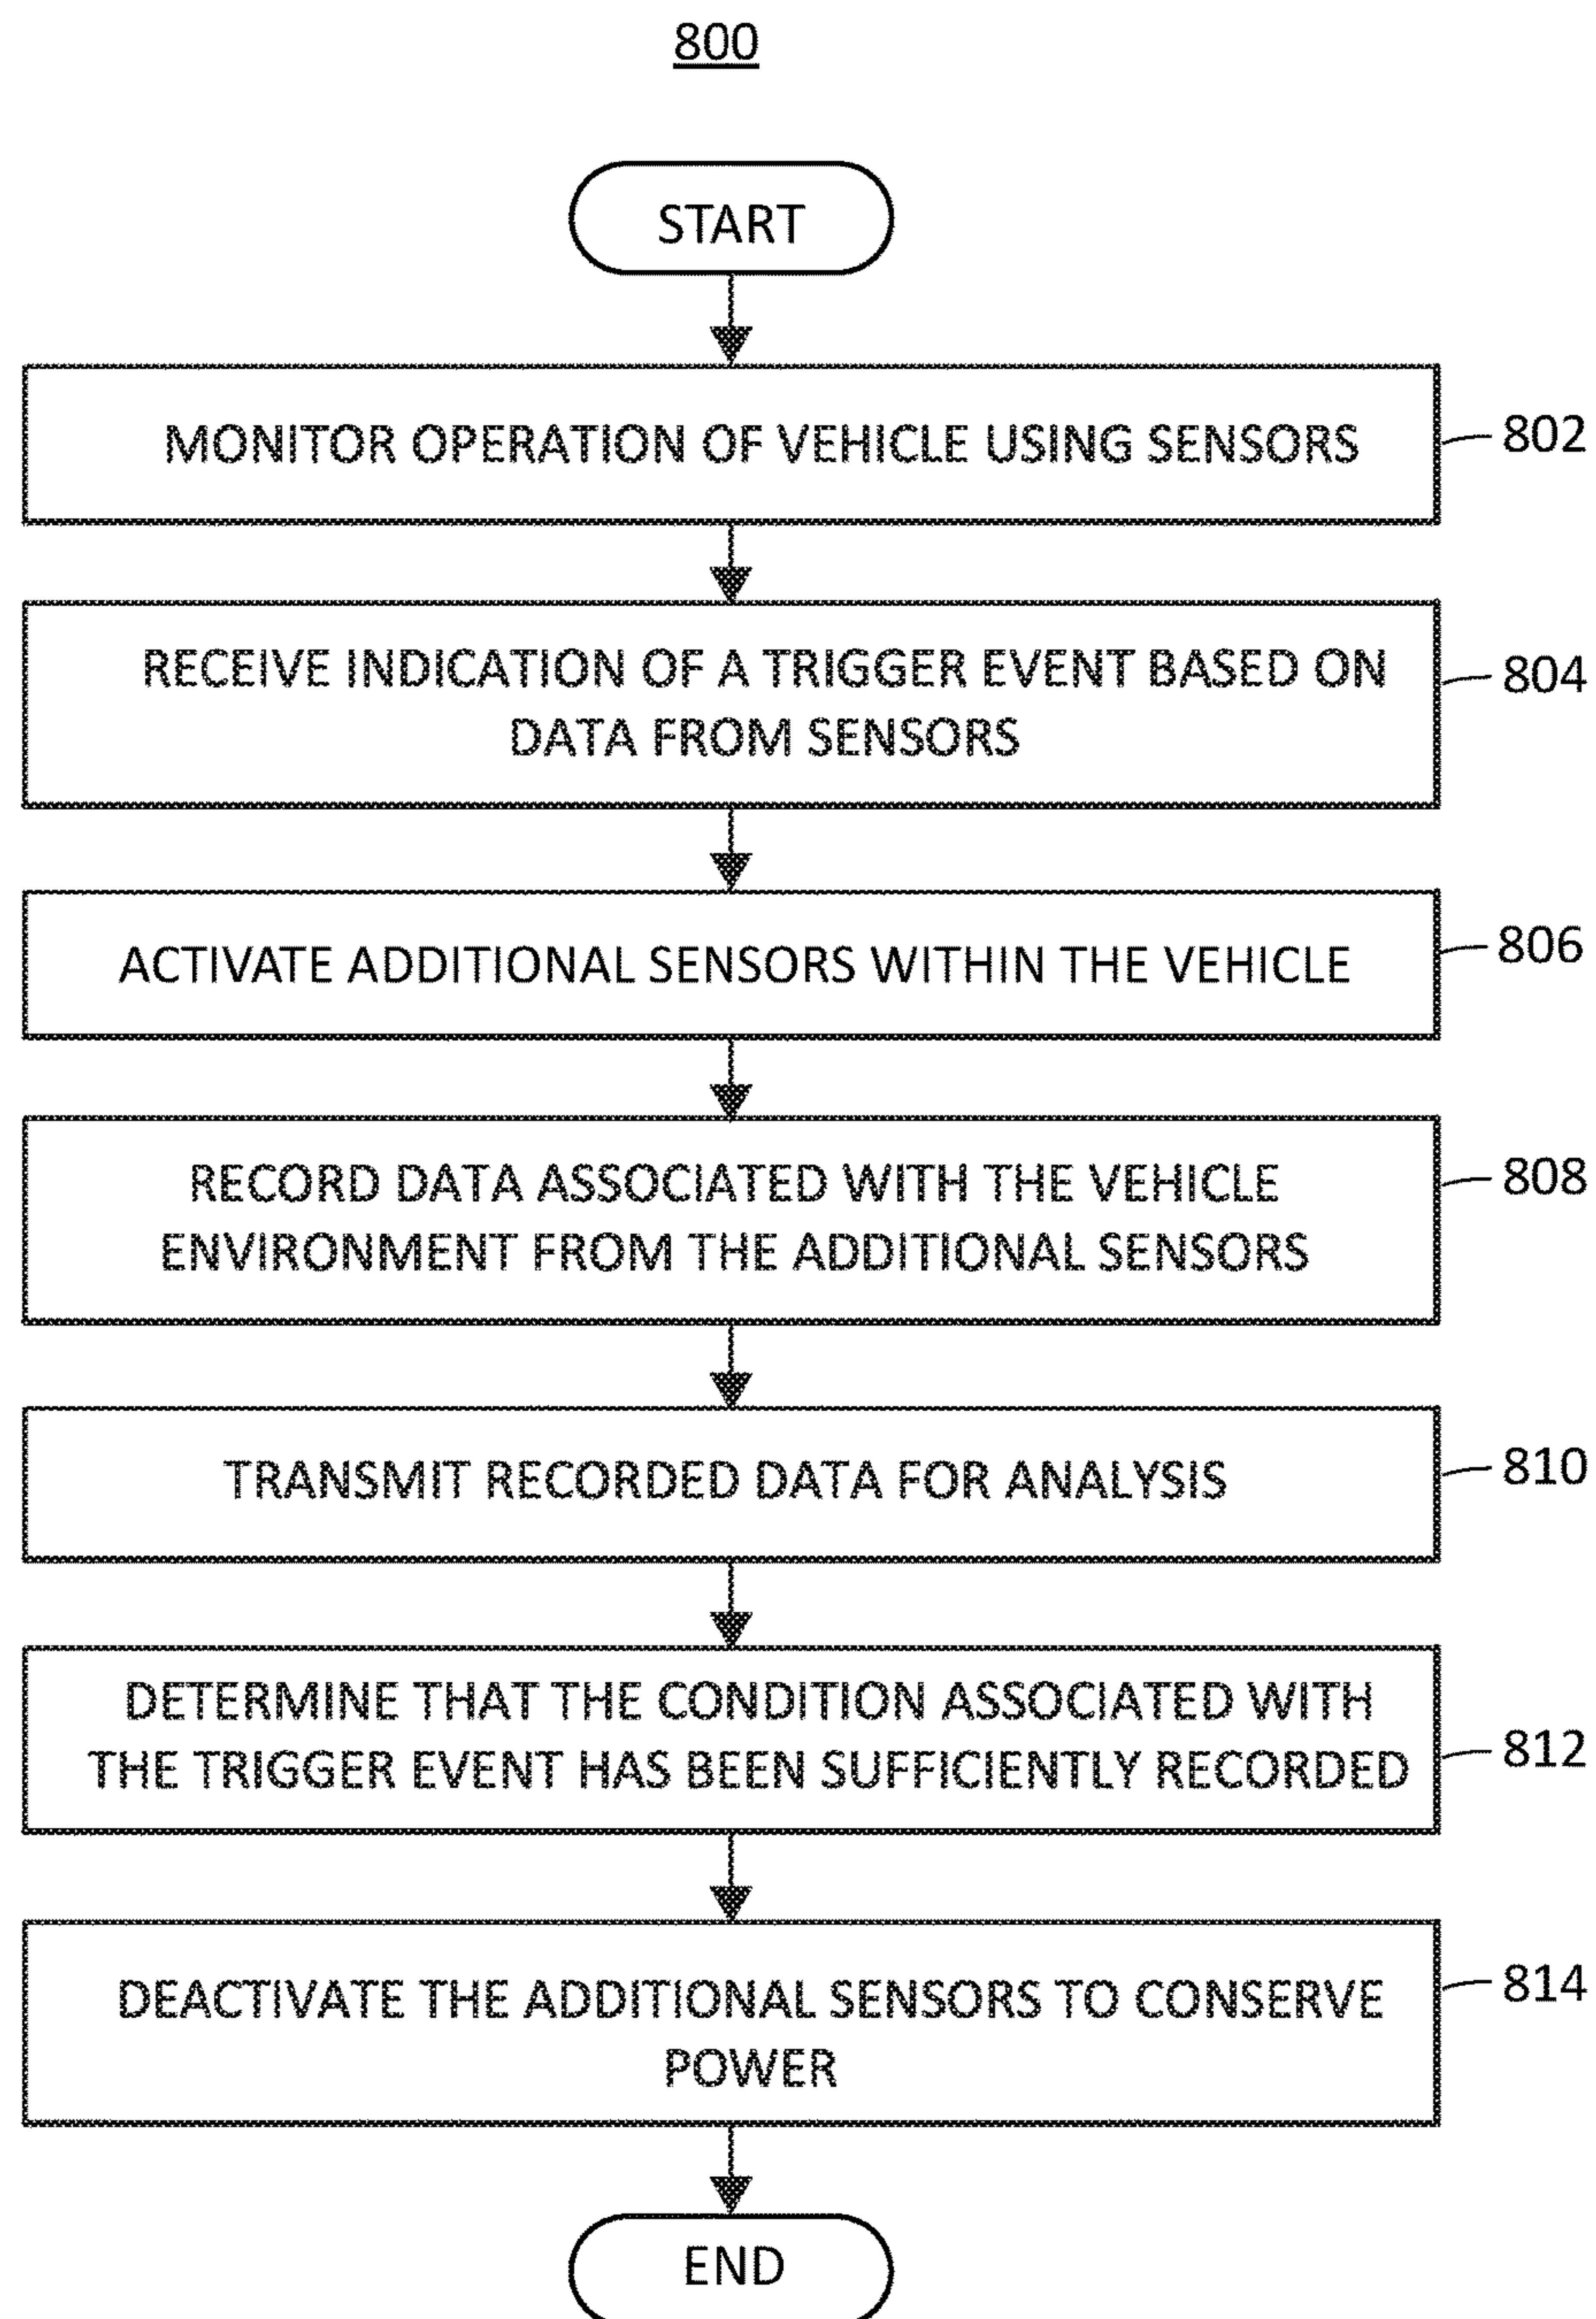 800
START
MONITOR OPERATION OF VEHICLE USING SENSORS
802
RECEIVE INDICATION OF A TRIGGER EVENT BASED ON
DATA FROM SENSORS
804
ACTIVATE ADDITIONAL SENSORS WITHIN THE VEHICLE
806
RECORD DATA ASSOCIATED WITH THE VEHICLE
ENVIRONMENT FROM THE ADDITIONAL SENSORS
808
TRANSMIT RECORDED DATA FOR ANALYSIS
810
DETERMINE THAT THE CONDITION ASSOCIATED WITH
THE TRIGGER EVENT HAS BEEN SUFFICIENTLY RECORDED
812
DEACTIVATE THE ADDITIONAL SENSORS TO CONSERVE
POWER
814
END